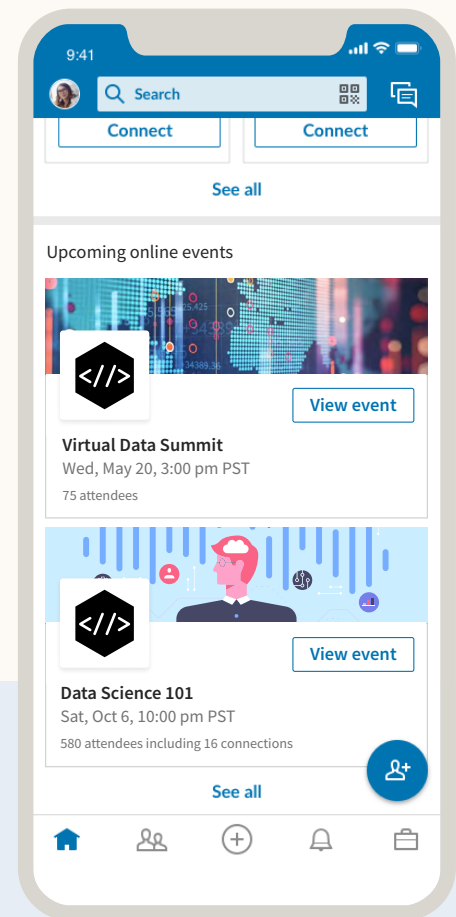 9:41
Search
Connect
Connect
See all
Upcoming online events
</>
View event
Virtual Data Summit
Wed, May 20, 3:00 pm PST
75 attendees
<//>
View event
Data Science 101
Sat, Oct 6, 10:00 pm PST
580 attendees including 16 connections
See all